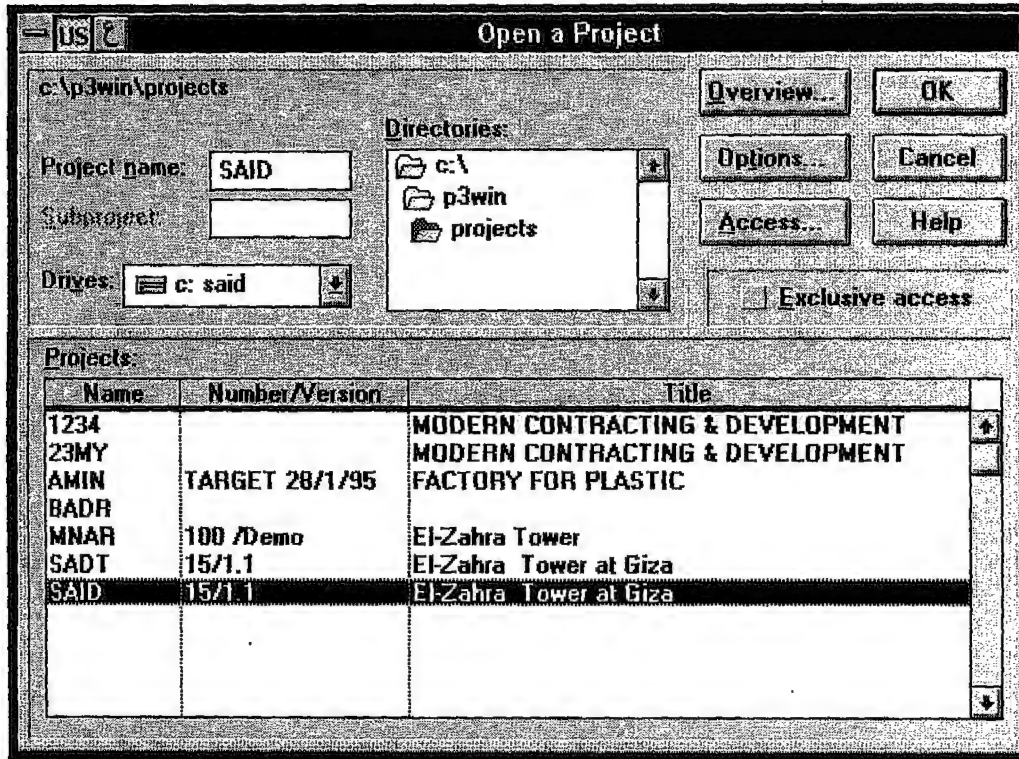 US ع Open a Project
c:\p3win\projects
Project name: SAID
Subproject:
Drives: c: said
Directories:
c:\
p3win
projects
Overview... OK
Options... Cancel
Access... Help
Exclusive access
Projects:
Name Number/Version Title
1234 MODERN CONTRACTING & DEVELOPMENT
23MY MODERN CONTRACTING & DEVELOPMENT
AMIN TARGET 28/1/95 FACTORY FOR PLASTIC
BADR
MNAR 100 /Demo El-Zahra Tower
SADT 15/1.1 El-Zahra Tower at Giza
SAID 15/1.1 El-Zahra Tower at Giza